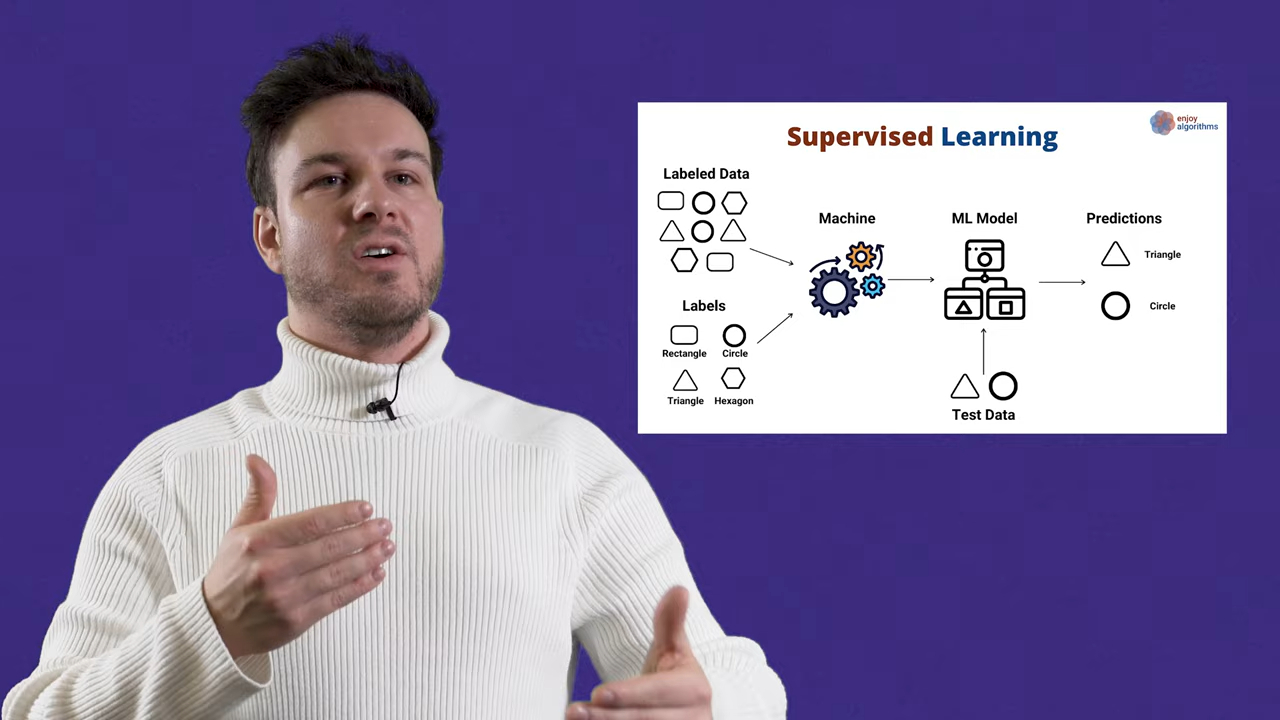 Supervised Learning
enjoy
algorithms
Labeled Data
Machine
ML Model
Predictions
Triangle
Circle
Labels
Rectangle
Circle
Triangle
Hexagon
Test Data